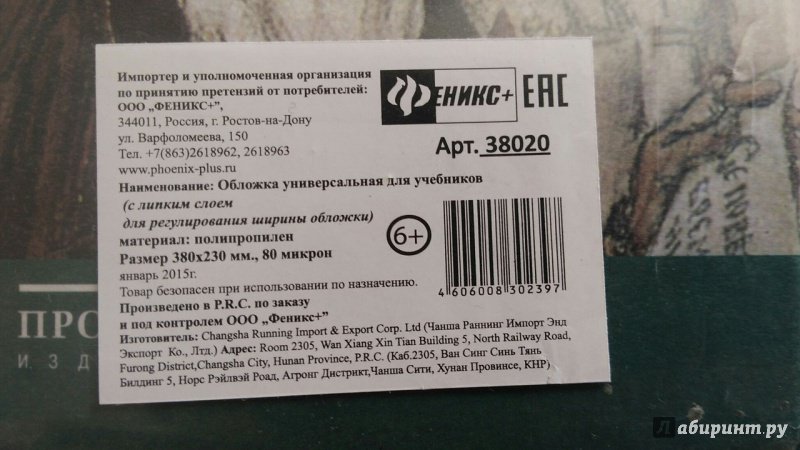 Импортер и уполномоченная организация
по принятию претензий от потребителей:
ООО „ФЕНИКС+”,
344011, Россия, г. Ростов-на-Дону
ул. Варфоломеева, 150
Тел. +7(863)2618962, 2618963
www.phoenix-plus.ru
ФЕНИКС+
ЕАС
Арт. 38020
Наименование: Обложка универсальная для учебников
(с липким слоем
для регулирования ширины обложки)
материал: полипропилен
Размер 380х230 мм., 80 микрон
январь 2015г.
Товар безопасен при использовании по назначению.
Произведено в P.R.C. по заказу
и под контролем ООО „Феникс+”
6+
4 606008 302397
Изготовитель: Changsha Running Import & Export Corp. Ltd (Чанша Раннинг Импорт Энд
Экспорт Ко., Лтд.) Адрес: Room 2305, Wan Xiang Xin Tian Building 5, North Railway Road,
Furong District,Changsha City, Hunan Province, P.R.C. (Каб.2305, Ван Синг Синь Тянь
Билдинг 5, Норс Рэйлвэй Роад, Агронг Дистрикт,Чанша Сити, Хунан Провинсе, КНР)
ПРО
ИЗД
Лабиринт.ру